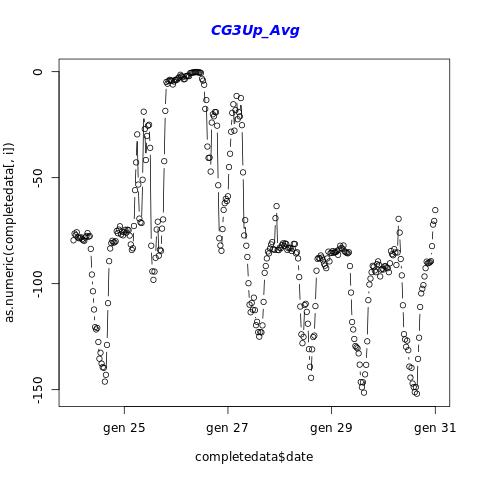 CG3Up_Avg
as.numeric(completedata[, i])
0
-50
-100
-150
gen 25
gen 27
gen 29
gen 31
completedata$date